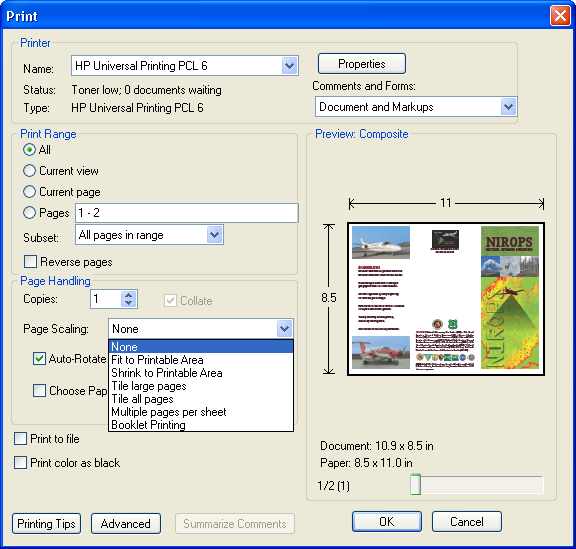 Print
Printer
Name: HP Universal Printing PCL 6 Properties
Status: Toner low; 0 documents waiting Comments and Forms:
Type: HP Universal Printing PCL 6 Document and Markups
Print Range
All
Current view
Current page
Pages 1 - 2
Subset: All pages in range
Reverse pages
Page Handling
Copies: 1 Collate
Page Scaling: None
None
Fit to Printable Area
Shrink to Printable Area
Tile large pages
Tile all pages
Multiple pages per sheet
Booklet Printing
Auto-Rotate
Choose Pap
Print to file
Print color as black
Preview: Composite
11
8.5
NIROPS
NIROPS
Document: 10.9 x 8.5 in
Paper: 8.5 x 11.0 in
1/2 (1)
Printing Tips Advanced Summarize Comments OK Cancel